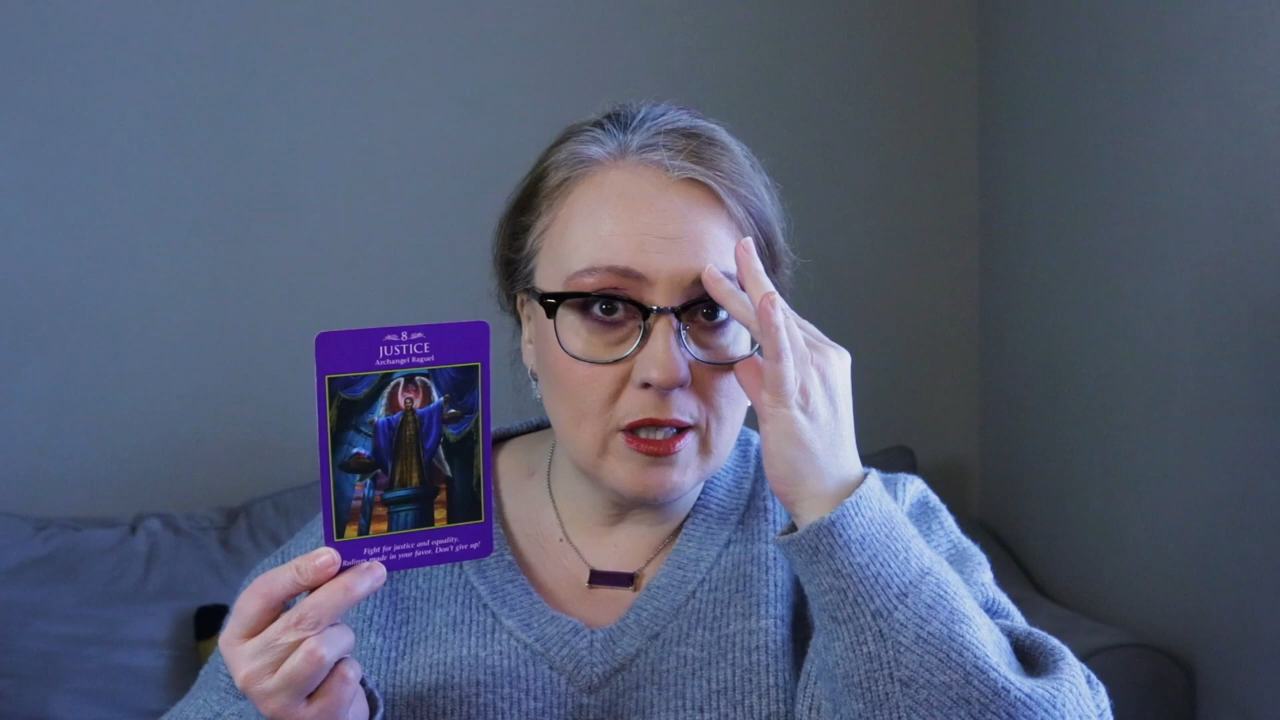 8
JUSTICE
Archangel Raguel
Fight for justice and equality.
Rulings made in your favor. Don't give up!